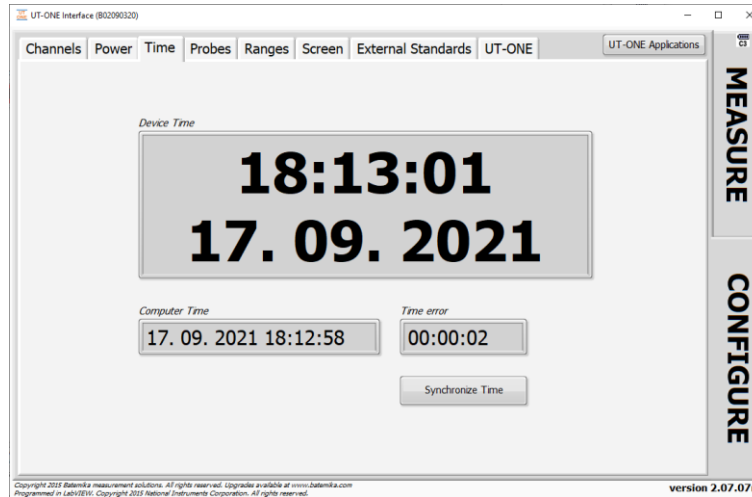 UT-ONE Interface (B02090320)
Channels Power Time Probes Ranges Screen External Standards UT-ONE
UT-ONE Applications
C3
MEASURE
CONFIGURE
Device Time
18:13:01
17. 09. 2021
Computer Time
17. 09. 2021 18:12:58
Time error
00:00:02
Synchronize Time
Copyright 2015 Batemika measurement solutions. All rights reserved. Upgrades available at www.batemika.com
Programmed in LabVIEW. Copyright 2015 National Instruments Corporation. All rights reserved.
version 2.07.07